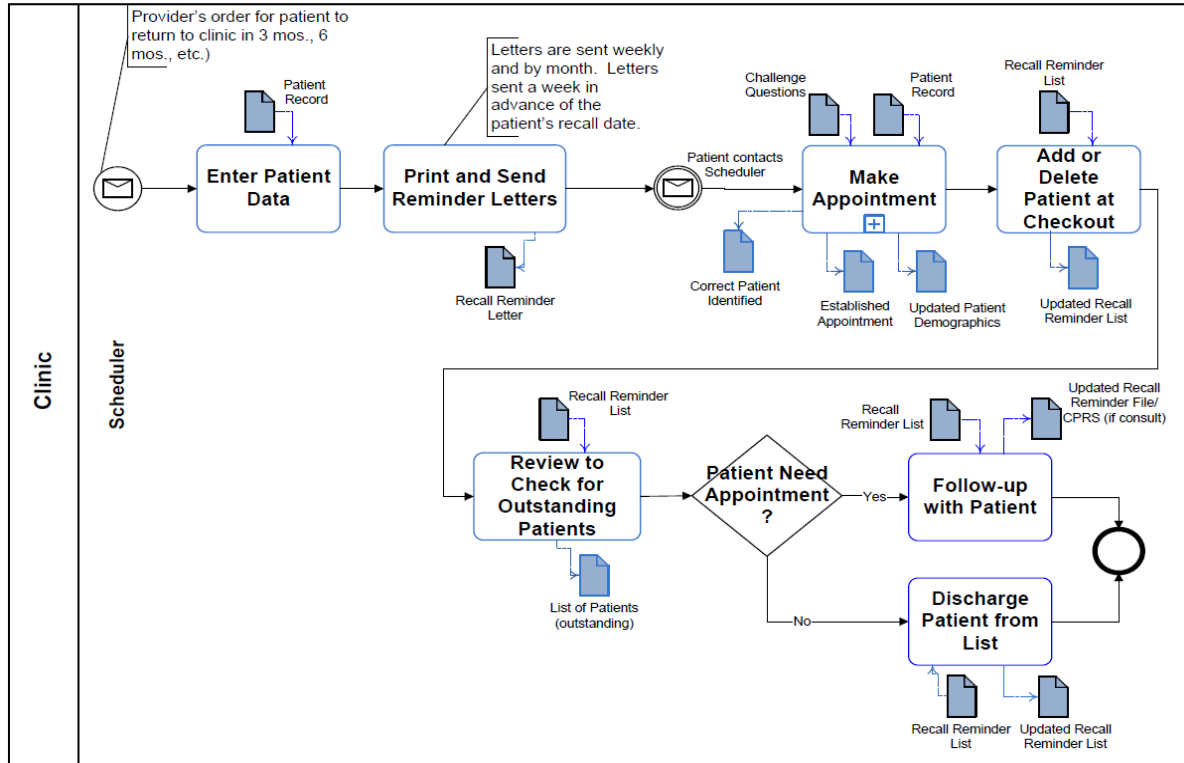 Provider's order for patient to
return to clinic in 3 mos., 6
mos., etc.)
Letters are sent weekly
and by month.  Letters
sent a week in
advance of the
patient's recall date.
Patient
Record
Challenge
Questions
Patient
Record
Recall Reminder
List
Enter Patient
Data
Print and Send
Reminder Letters
Patient contacts
Scheduler
Make
Appointment
Add or
Delete
Patient at
Checkout
Recall Reminder
Letter
Correct Patient
Identified
Established
Appointment
Updated Patient
Demographics
Updated Recall
Reminder List
Clinic
Scheduler
Recall Reminder
List
Review to
Check for
Outstanding
Patients
List of Patients
(outstanding)
Patient Need
Appointment
?
Yes
No
Recall
Reminder List
Updated Recall
Reminder File/
CPRS (if consult)
Follow-up
with Patient
Discharge
Patient from
List
Recall Reminder
List
Updated Recall
Reminder List